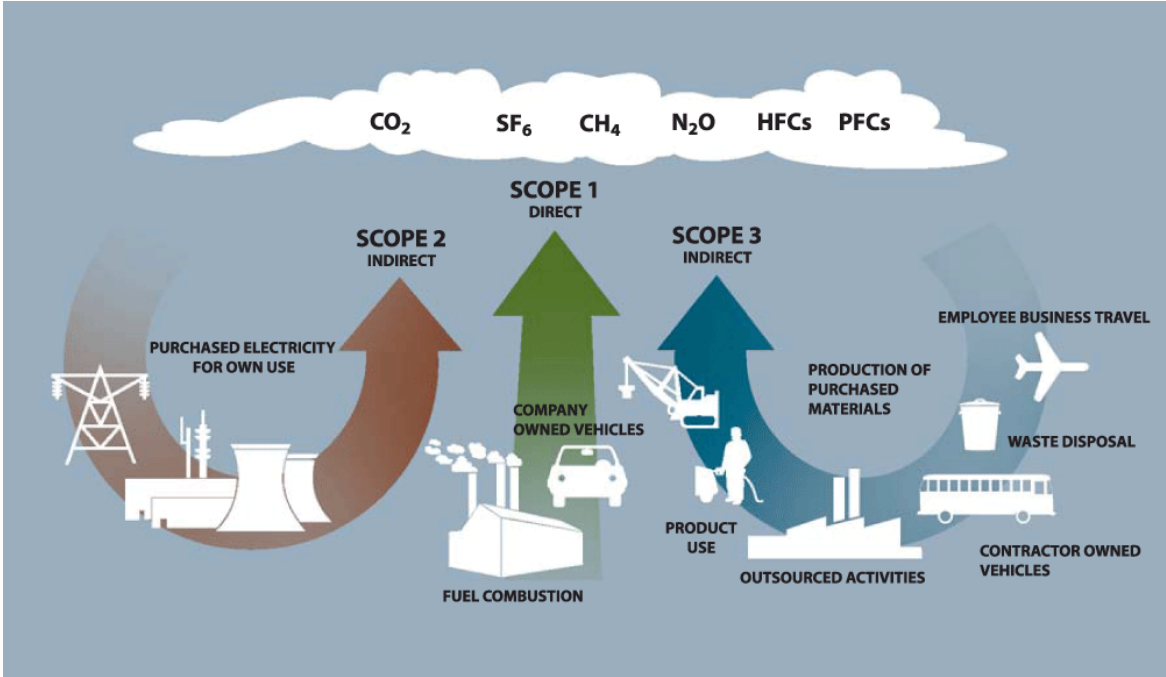 CO₂ SF₆ CH₄ N₂O HFCs PFCs
SCOPE 1
DIRECT
SCOPE 2
INDIRECT
SCOPE 3
INDIRECT
PURCHASED ELECTRICITY
FOR OWN USE
COMPANY
OWNED VEHICLES
FUEL COMBUSTION
EMPLOYEE BUSINESS TRAVEL
PRODUCTION OF
PURCHASED
MATERIALS
WASTE DISPOSAL
PRODUCT
USE
OUTSOURCED ACTIVITIES
CONTRACTOR OWNED
VEHICLES